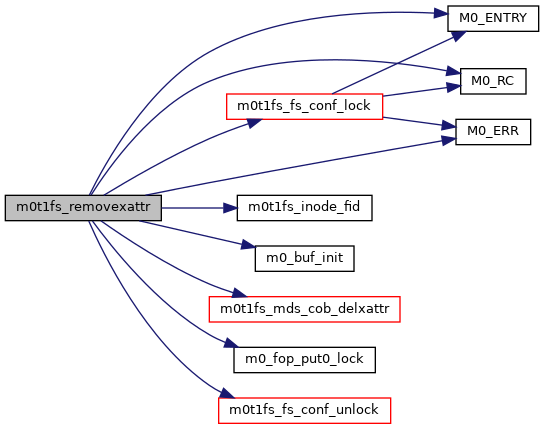 M0_ENTRY
M0_RC
m0t1fs_fs_conf_lock
M0_ERR
m0t1fs_removexattr
m0t1fs_inode_fid
m0_buf_init
m0t1fs_mds_cob_delxattr
m0_fop_put0_lock
m0t1fs_fs_conf_unlock